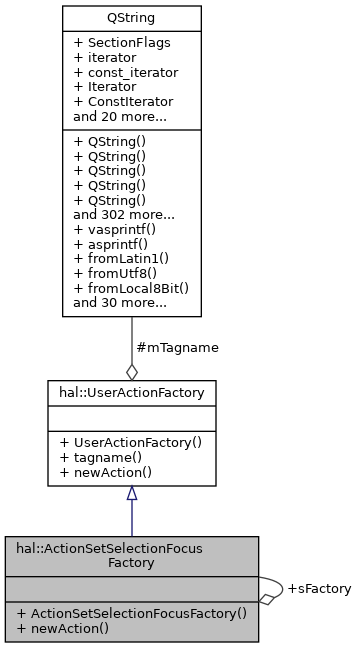 QString
+ SectionFlags
+ iterator
+ const_iterator
+ Iterator
+ ConstIterator
and 20 more...
+ QString()
+ QString()
+ QString()
+ QString()
+ QString()
and 302 more...
+ vasprintf()
+ asprintf()
+ fromLatin1()
+ fromUtf8()
+ fromLocal8Bit()
and 30 more...
#mTagname
hal::UserActionFactory
+ UserActionFactory()
+ tagname()
+ newAction()
hal::ActionSetSelectionFocus
Factory
+sFactory
+ ActionSetSelectionFocusFactory()
+ newAction()